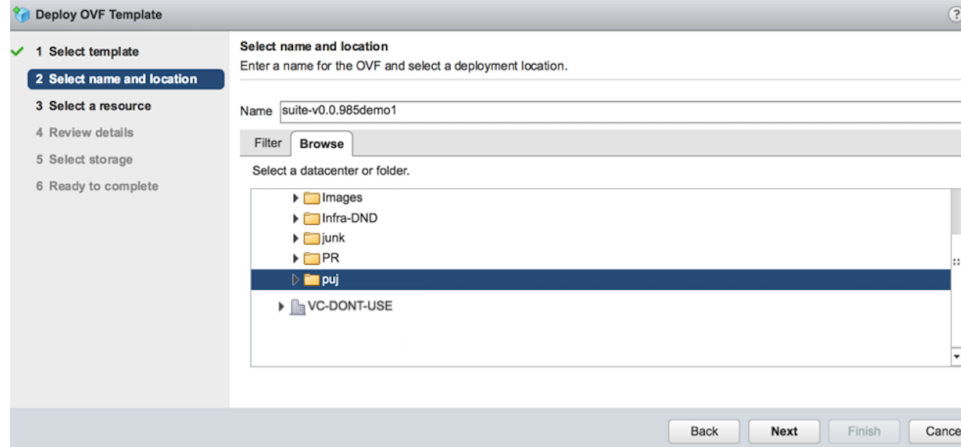 Deploy OVF Template
?
1 Select template
2 Select name and location
3 Select a resource
4 Review details
5 Select storage
6 Ready to complete
Select name and location
Enter a name for the OVF and select a deployment location.
Name suite-v0.0.985demo1
Filter Browse
Select a datacenter or folder.
Images
Infra-DND
junk
PR
puj
VC-DONT-USE
Back Next Finish Cance